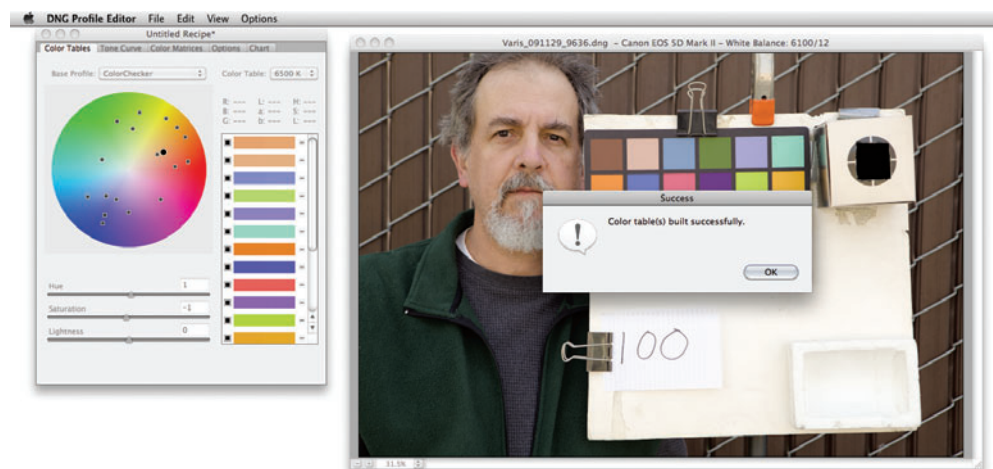 DNG Profile Editor File Edit View Options
Untitled Recipe*
Color Tables Tone Curve Color Matrices Options Chart
Base Profile: ColorChecker Color Table: 6500 K
R: --- L: --- H: ---
B: --- a: --- S: ---
G: --- b: --- L: ---
Hue 1
Saturation -1
Lightness 0
Varis_091129_9636.dng - Canon EOS 5D Mark II - White Balance: 6100/12
Success
Color table(s) built successfully.
OK
100
31.5%